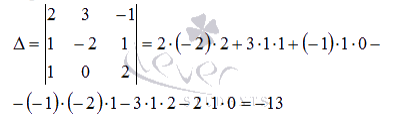 Δ = |2 3 −1; 1 −2 1; 1 0 2| = 2·(−2)·2+3·1·1+(−1)·1·0−
−(−1)·(−2)·1−3·1·2−2·1·0=−13